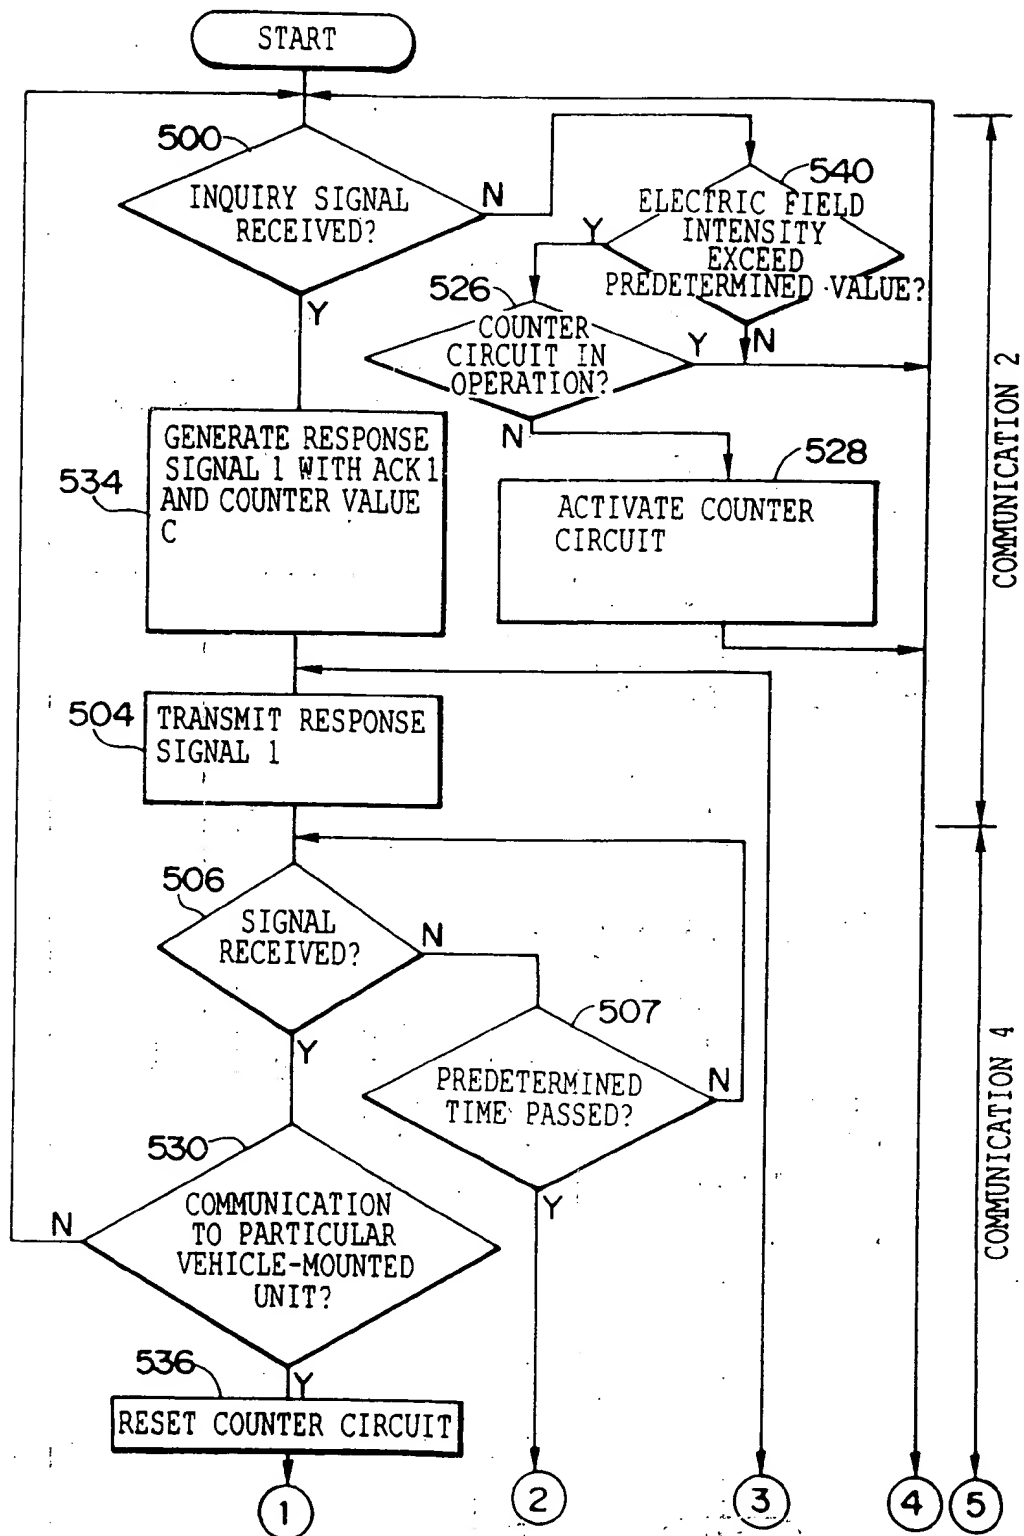 START
500
INQUIRY SIGNAL
RECEIVED?
N
Y
540
ELECTRIC FIELD
INTENSITY
EXCEED
PREDETERMINED VALUE?
Y
N
526
COUNTER
CIRCUIT IN
OPERATION?
Y
N
528
ACTIVATE COUNTER
CIRCUIT
534
GENERATE RESPONSE
SIGNAL 1 WITH ACK1
AND COUNTER VALUE
C
COMMUNICATION 2
504
TRANSMIT RESPONSE
SIGNAL 1
506
SIGNAL
RECEIVED?
N
Y
507
PREDETERMINED
TIME PASSED?
N
Y
530
COMMUNICATION
TO PARTICULAR
VEHICLE-MOUNTED
UNIT?
N
Y
COMMUNICATION 4
536
RESET COUNTER CIRCUIT
1
2
3
4
5